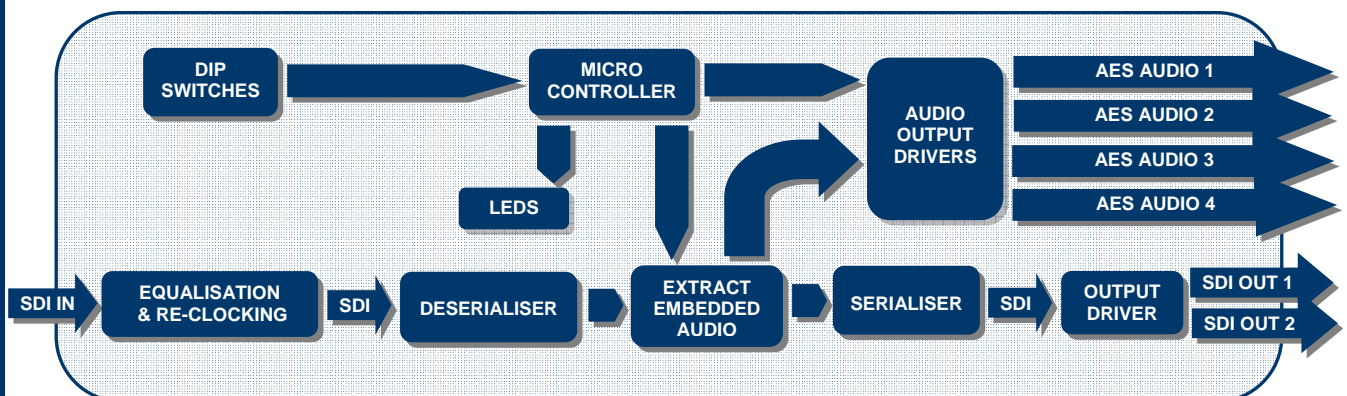 DIP
SWITCHES
MICRO
CONTROLLER
AUDIO
OUTPUT
DRIVERS
AES AUDIO 1
AES AUDIO 2
AES AUDIO 3
AES AUDIO 4
LEDS
SDI IN
EQUALISATION
& RE-CLOCKING
SDI
DESERIALISER
EXTRACT
EMBEDDED
AUDIO
SERIALISER
SDI
OUTPUT
DRIVER
SDI OUT 1
SDI OUT 2